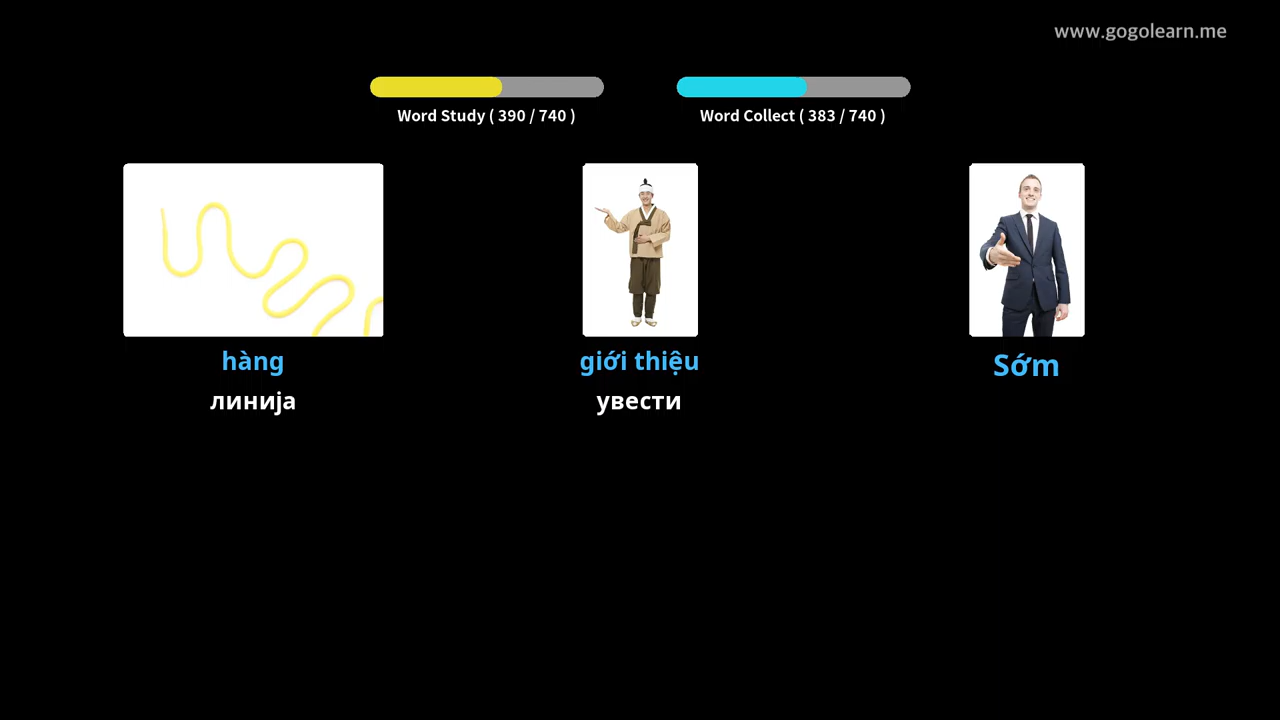 www.gogolearn.me
Word Study ( 390 / 740 )
Word Collect ( 383 / 740 )
hàng
giới thiệu
Sớm
линија
увести